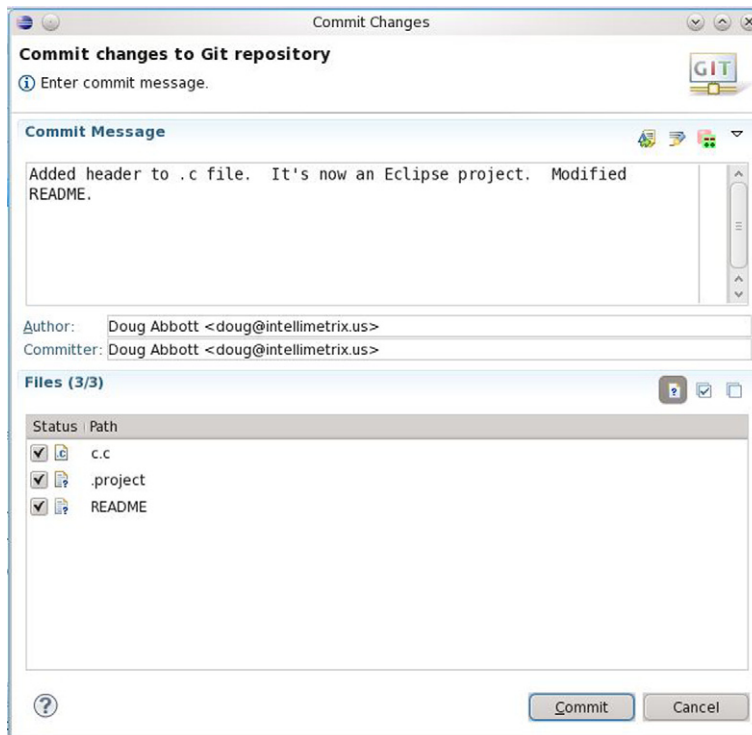 Commit Changes
Commit changes to Git repository
Enter commit message.
GIT
Commit Message
Added header to .c file.  It's now an Eclipse project.  Modified
README.
Author: Doug Abbott <doug@intellimetrix.us>
Committer: Doug Abbott <doug@intellimetrix.us>
Files (3/3)
Status Path
.c c.c
.project
README
Commit Cancel